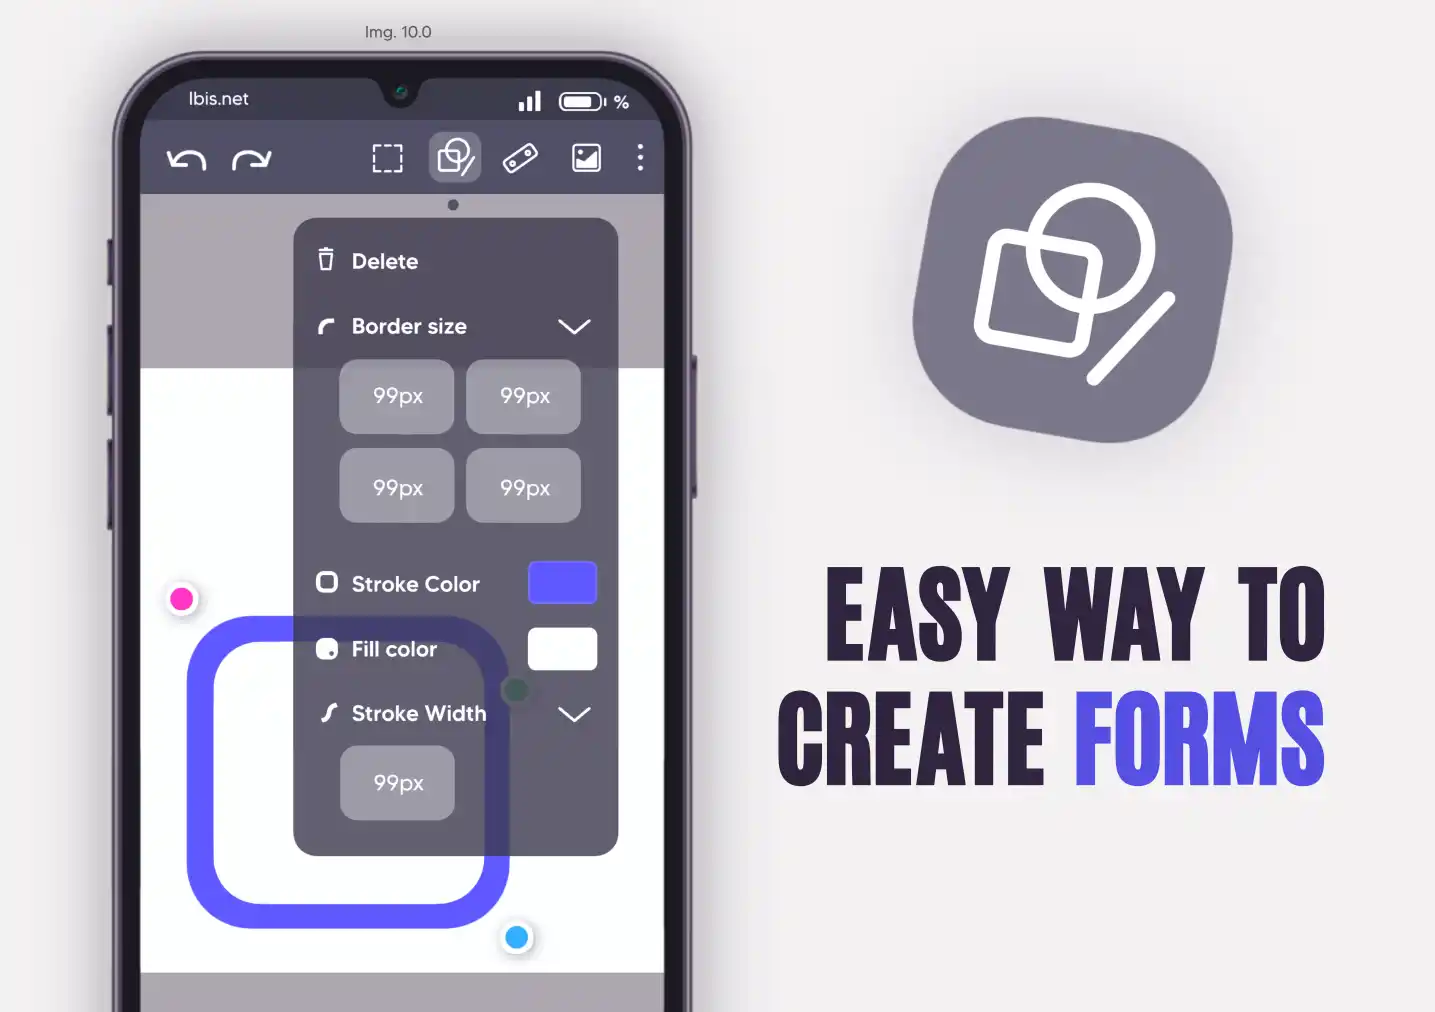 Img. 10.0
Ibis.net
%
Delete
Border size
99px 99px
99px 99px
Stroke Color
Fill color
Stroke Width
99px
EASY WAY TO
CREATE FORMS